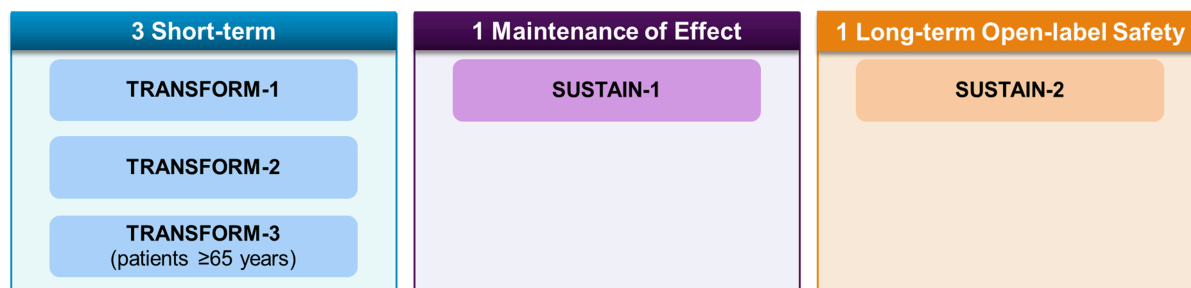 3 Short-term
TRANSFORM-1
TRANSFORM-2
TRANSFORM-3
(patients ≥65 years)
1 Maintenance of Effect
SUSTAIN-1
1 Long-term Open-label Safety
SUSTAIN-2